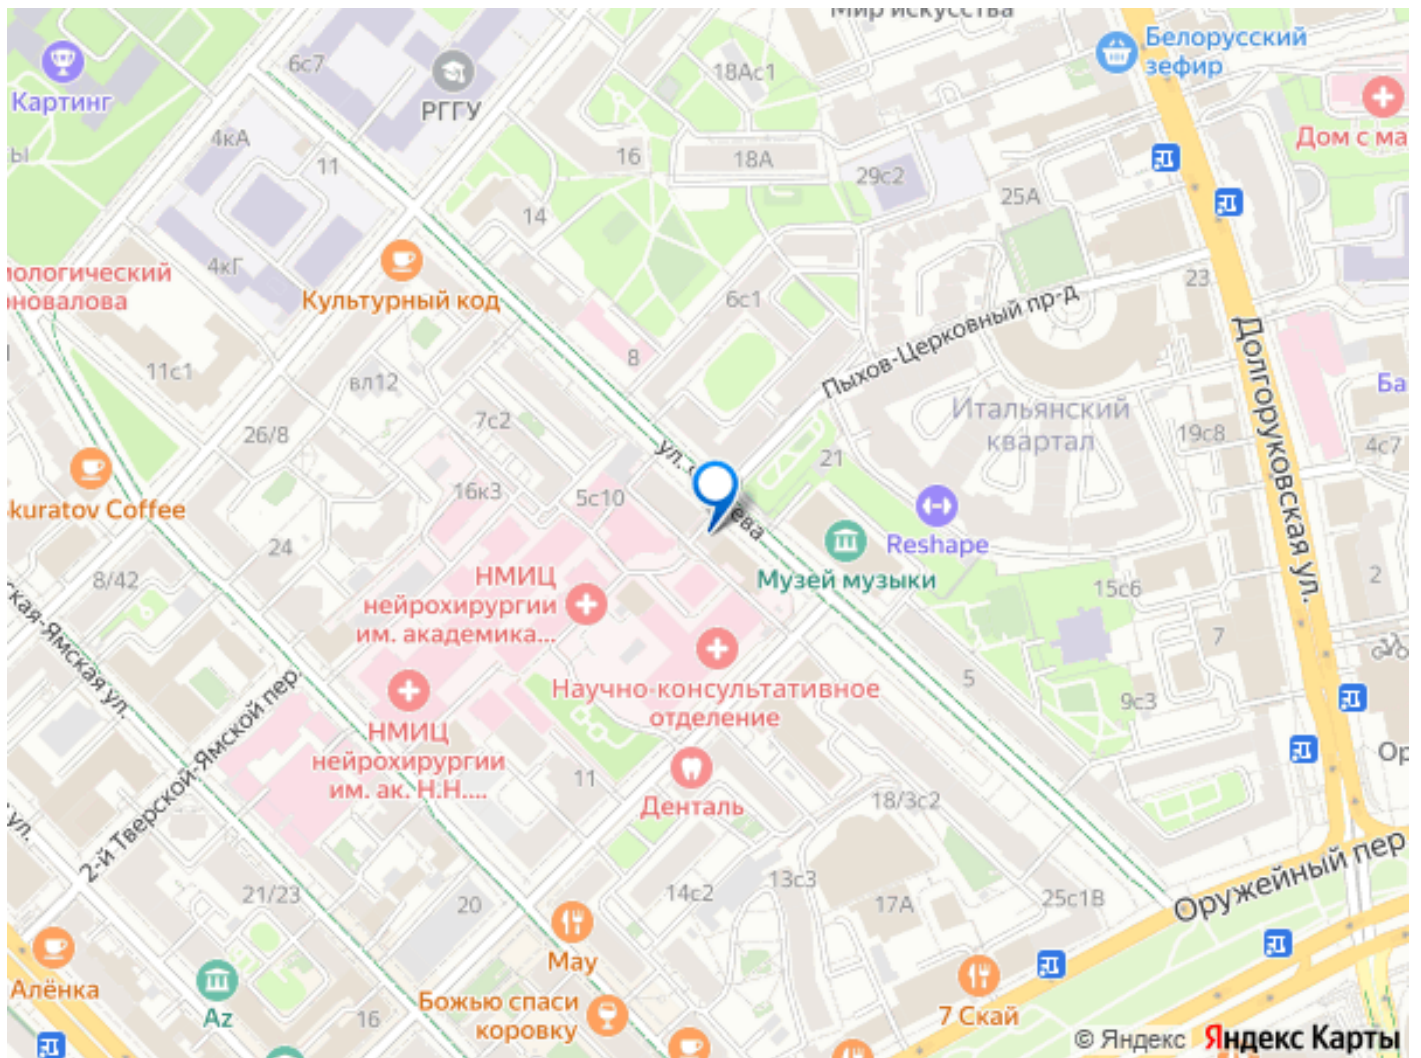 Мир искусства
Белорусский
зефир
6с7
18Ас1
Картинг
РГГУ
Дом с ма
4кА
11
16
18А
29с2
25А
14
4кГ
23
Культурный код
6с1
Пыхов-Церковный пр-д
Долгоруковская ул.
8
11с1
вл12
Итальянский
квартал
Ба
7с2
26/8
19с8
4с7
ул.
21
16к3
5с10
kuratov Coffee
Reshape
24
Музей музыки
8/42
НМИЦ
нейрохирургии
им. академика...
15с6
2
7
Научно-консультативное
отделение
5
9с3
2-й Тверской-Ямской пер.
НМИЦ
нейрохирургии
им. ак. Н.Н....
11
Денталь
18/3с2
Ор
Оружейный пер
21/23
20
14с2
13с3
17А
25с1В
May
Алёнка
Az
16
Божью спаси
коровку
7 Скай
© Яндекс Яндекс Карты